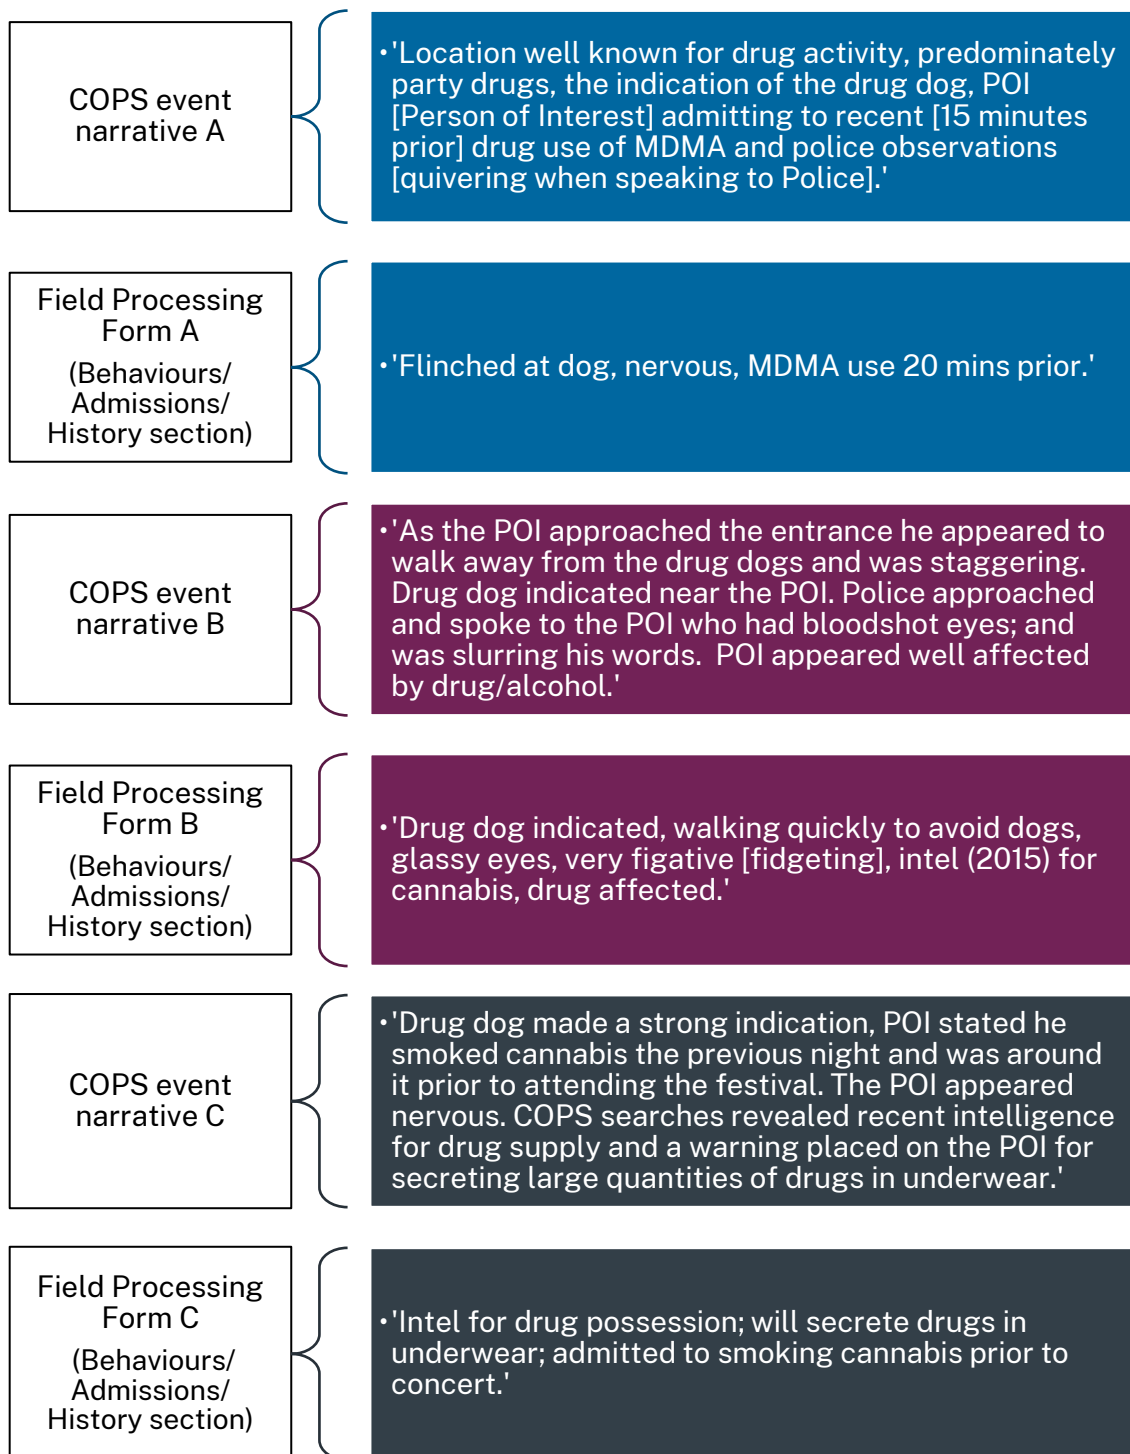 COPS event
narrative A
•'Location well known for drug activity, predominately
party drugs, the indication of the drug dog, POI
[Person of Interest] admitting to recent [15 minutes
prior] drug use of MDMA and police observations
[quivering when speaking to Police].'
Field Processing
Form A
(Behaviours/
Admissions/
History section)
•'Flinched at dog, nervous, MDMA use 20 mins prior.'
COPS event
narrative B
•'As the POI approached the entrance he appeared to
walk away from the drug dogs and was staggering.
Drug dog indicated near the POI. Police approached
and spoke to the POI who had bloodshot eyes; and
was slurring his words.  POI appeared well affected
by drug/alcohol.'
Field Processing
Form B
(Behaviours/
Admissions/
History section)
•'Drug dog indicated, walking quickly to avoid dogs,
glassy eyes, very figative [fidgeting], intel (2015) for
cannabis, drug affected.'
COPS event
narrative C
•'Drug dog made a strong indication, POI stated he
smoked cannabis the previous night and was around
it prior to attending the festival. The POI appeared
nervous. COPS searches revealed recent intelligence
for drug supply and a warning placed on the POI for
secreting large quantities of drugs in underwear.'
Field Processing
Form C
(Behaviours/
Admissions/
History section)
•'Intel for drug possession; will secrete drugs in
underwear; admitted to smoking cannabis prior to
concert.'